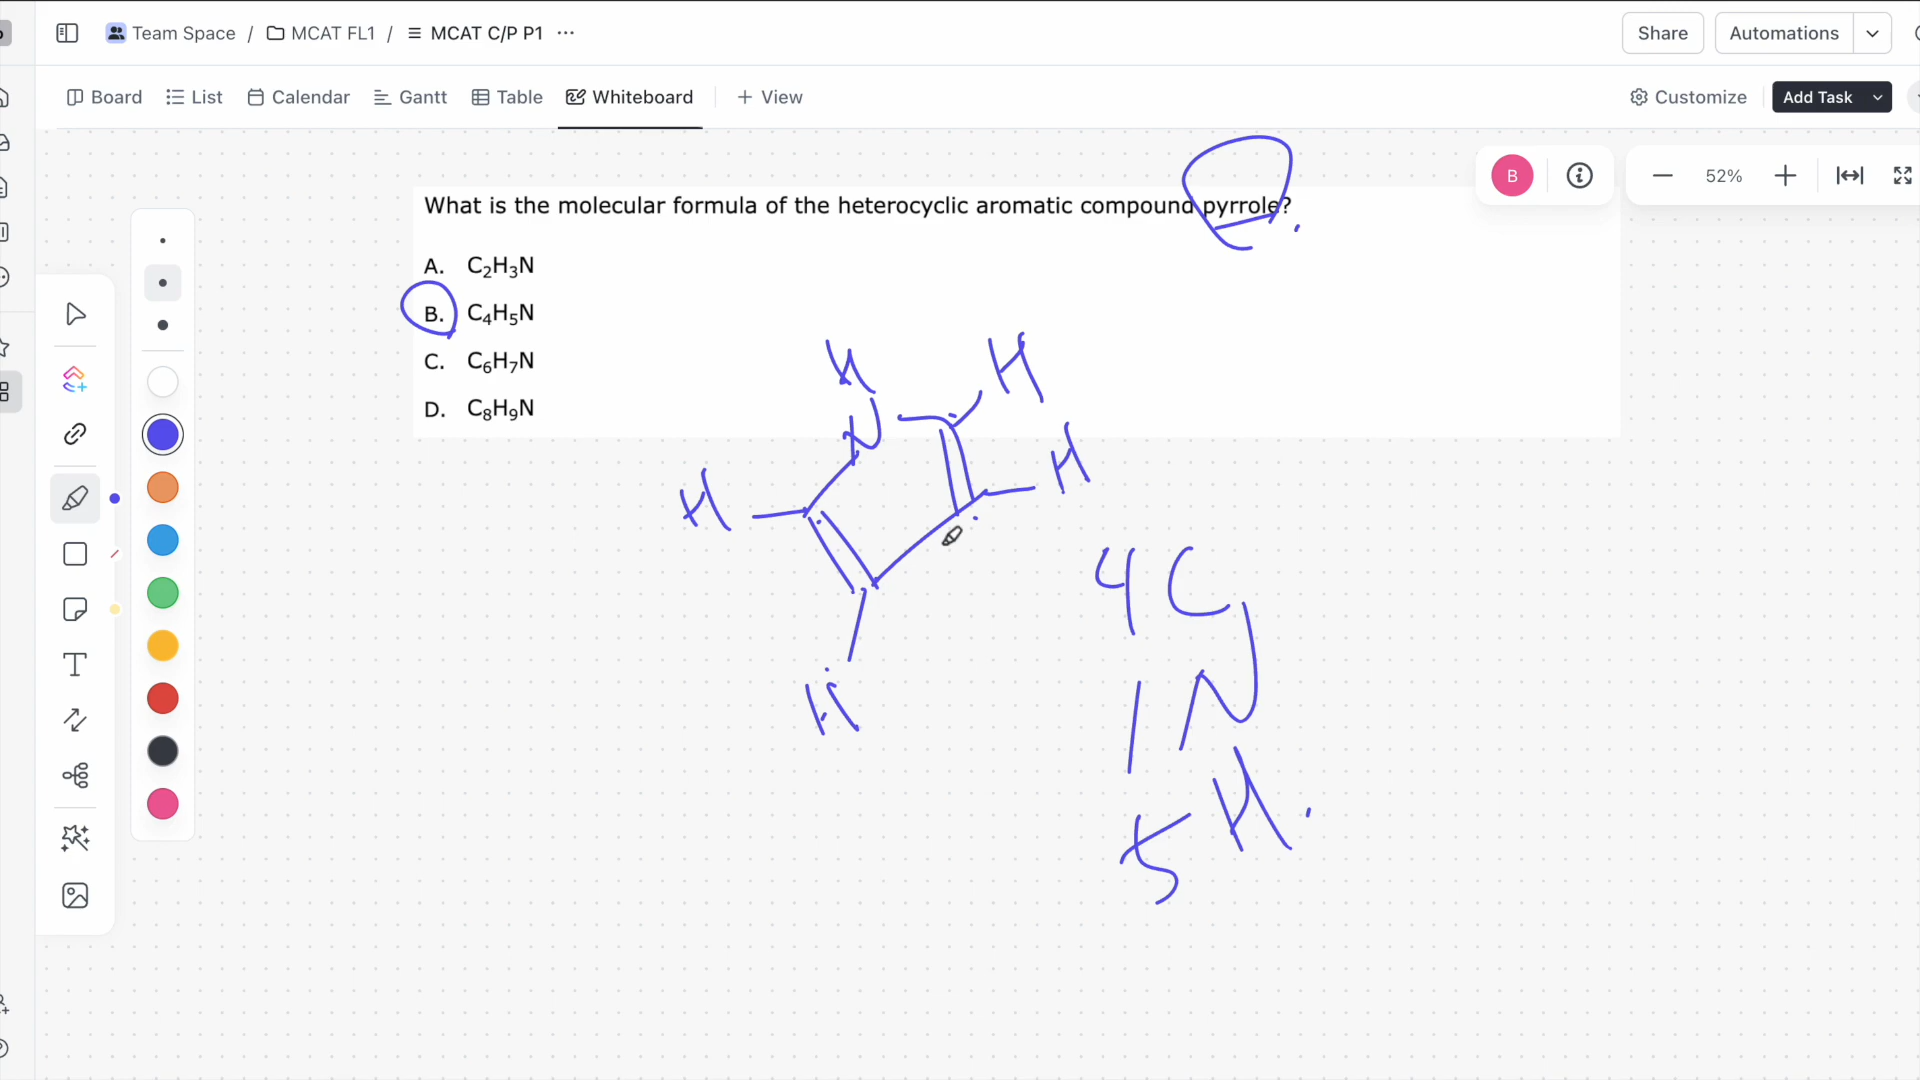 Team Space / MCAT FL1 / MCAT C/P P1 ...
Share
Automations
Board
List
Calendar
Gantt
Table
Whiteboard
+ View
Customize
Add Task
B
52%
What is the molecular formula of the heterocyclic aromatic compound pyrrole?
A. C₂H₃N
B. C₄H₅N
C. C₆H₇N
D. C₈H₉N
H
H
N
H
H
H
4 C
1 N
5 H.
T